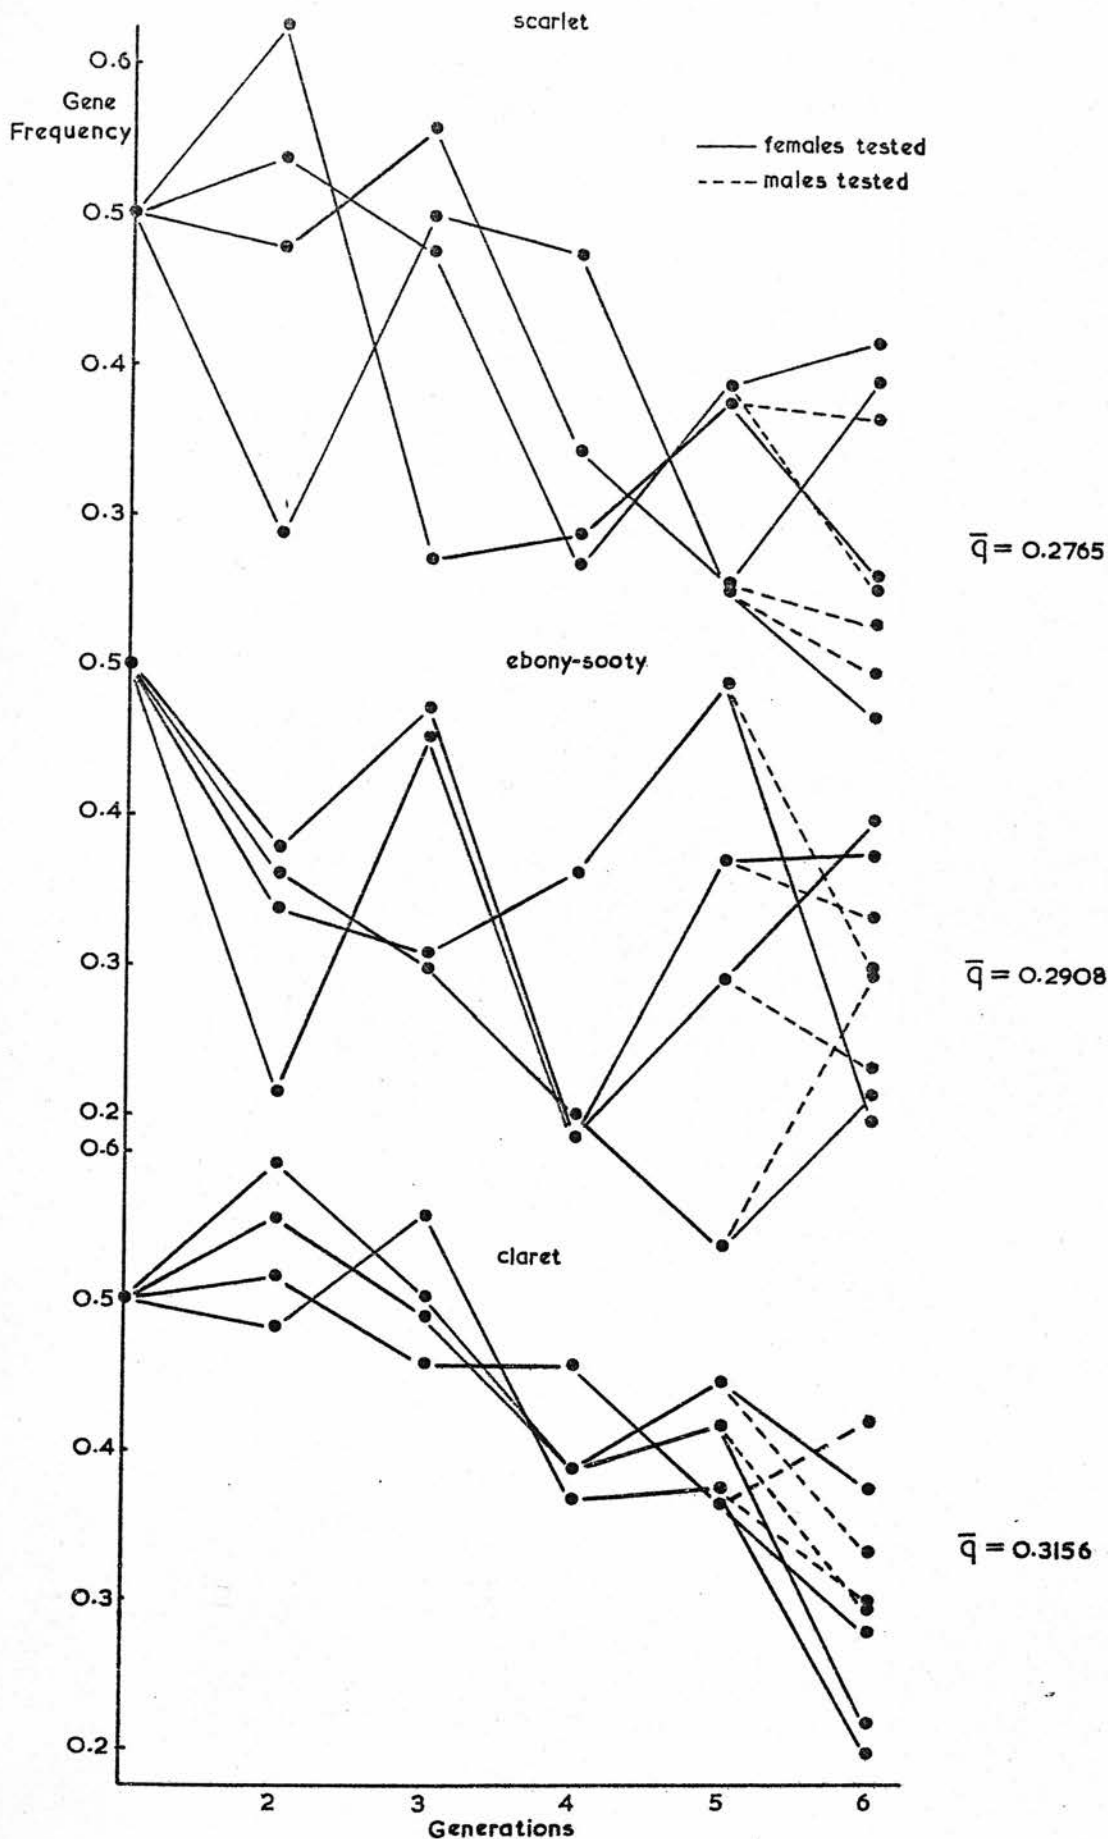 scarlet
0.6
Gene
Frequency
females tested
males tested
0.5
0.4
0.3
q̄ = 0.2765
0.5
ebony-sooty
0.4
0.3
q̄ = 0.2908
0.2
0.6
claret
0.5
0.4
q̄ = 0.3156
0.3
0.2
2 3 4 5 6
Generations